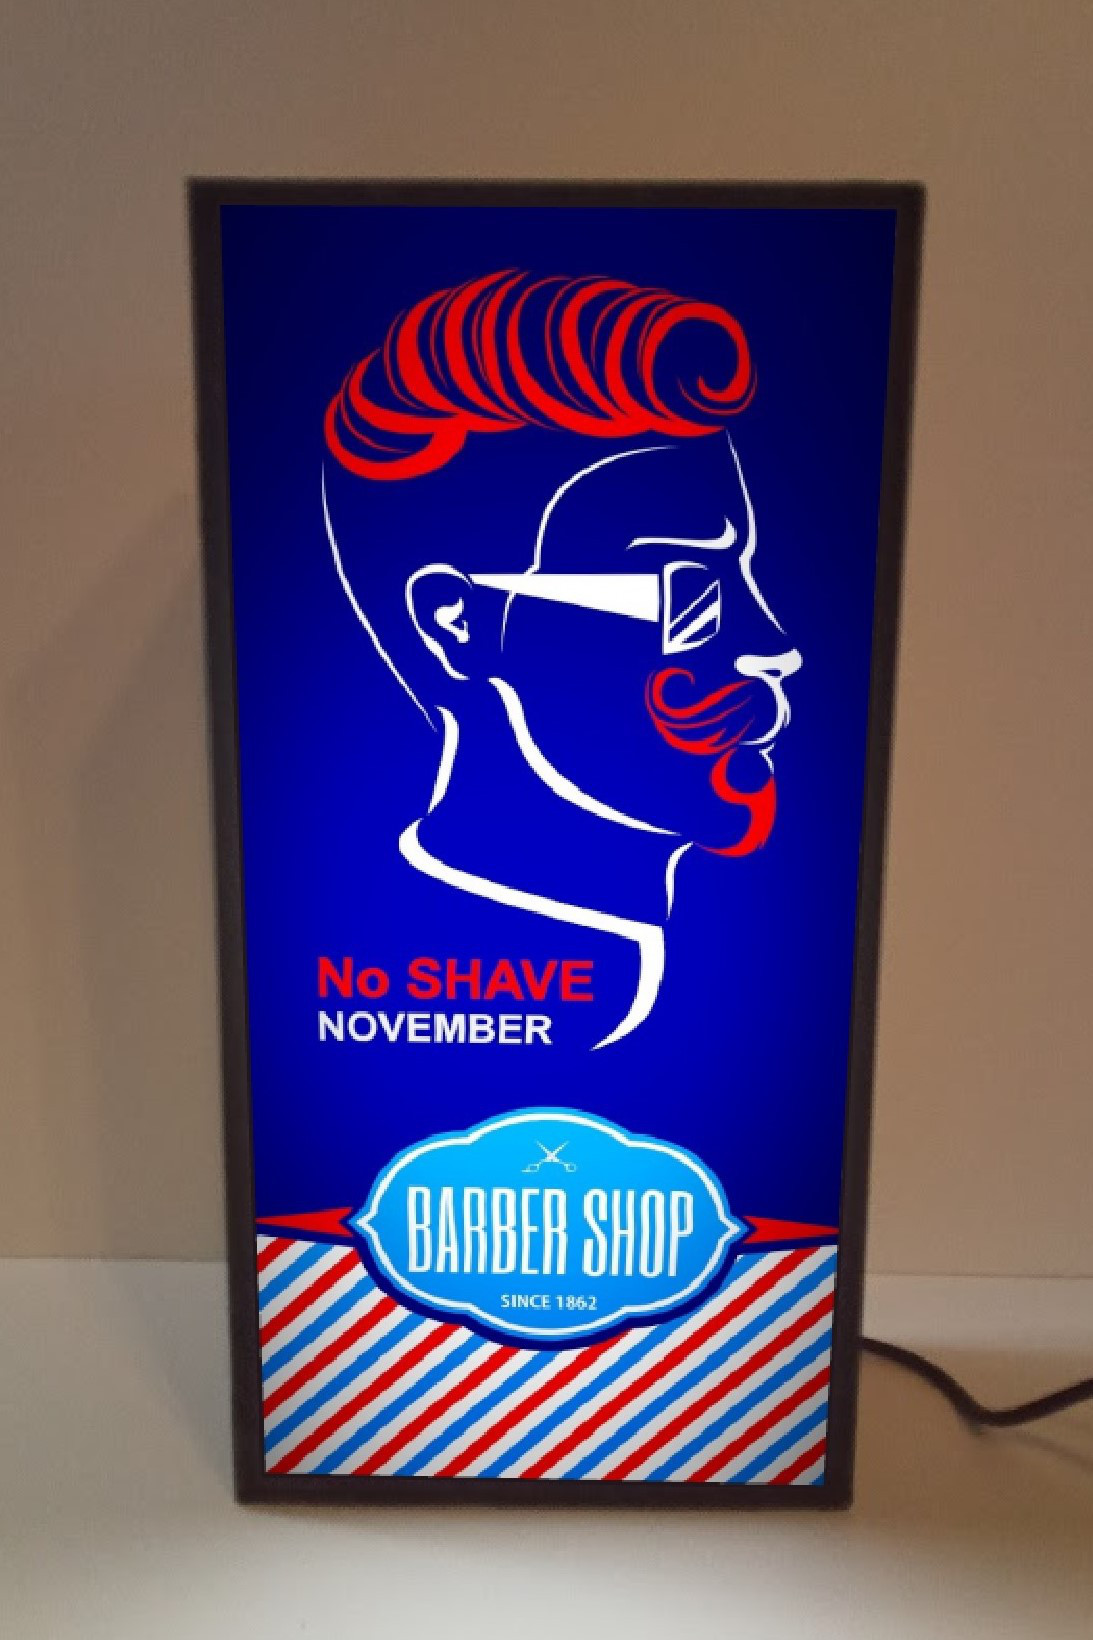 No SHAVE
NOVEMBER
BARBER SHOP
SINCE 1862